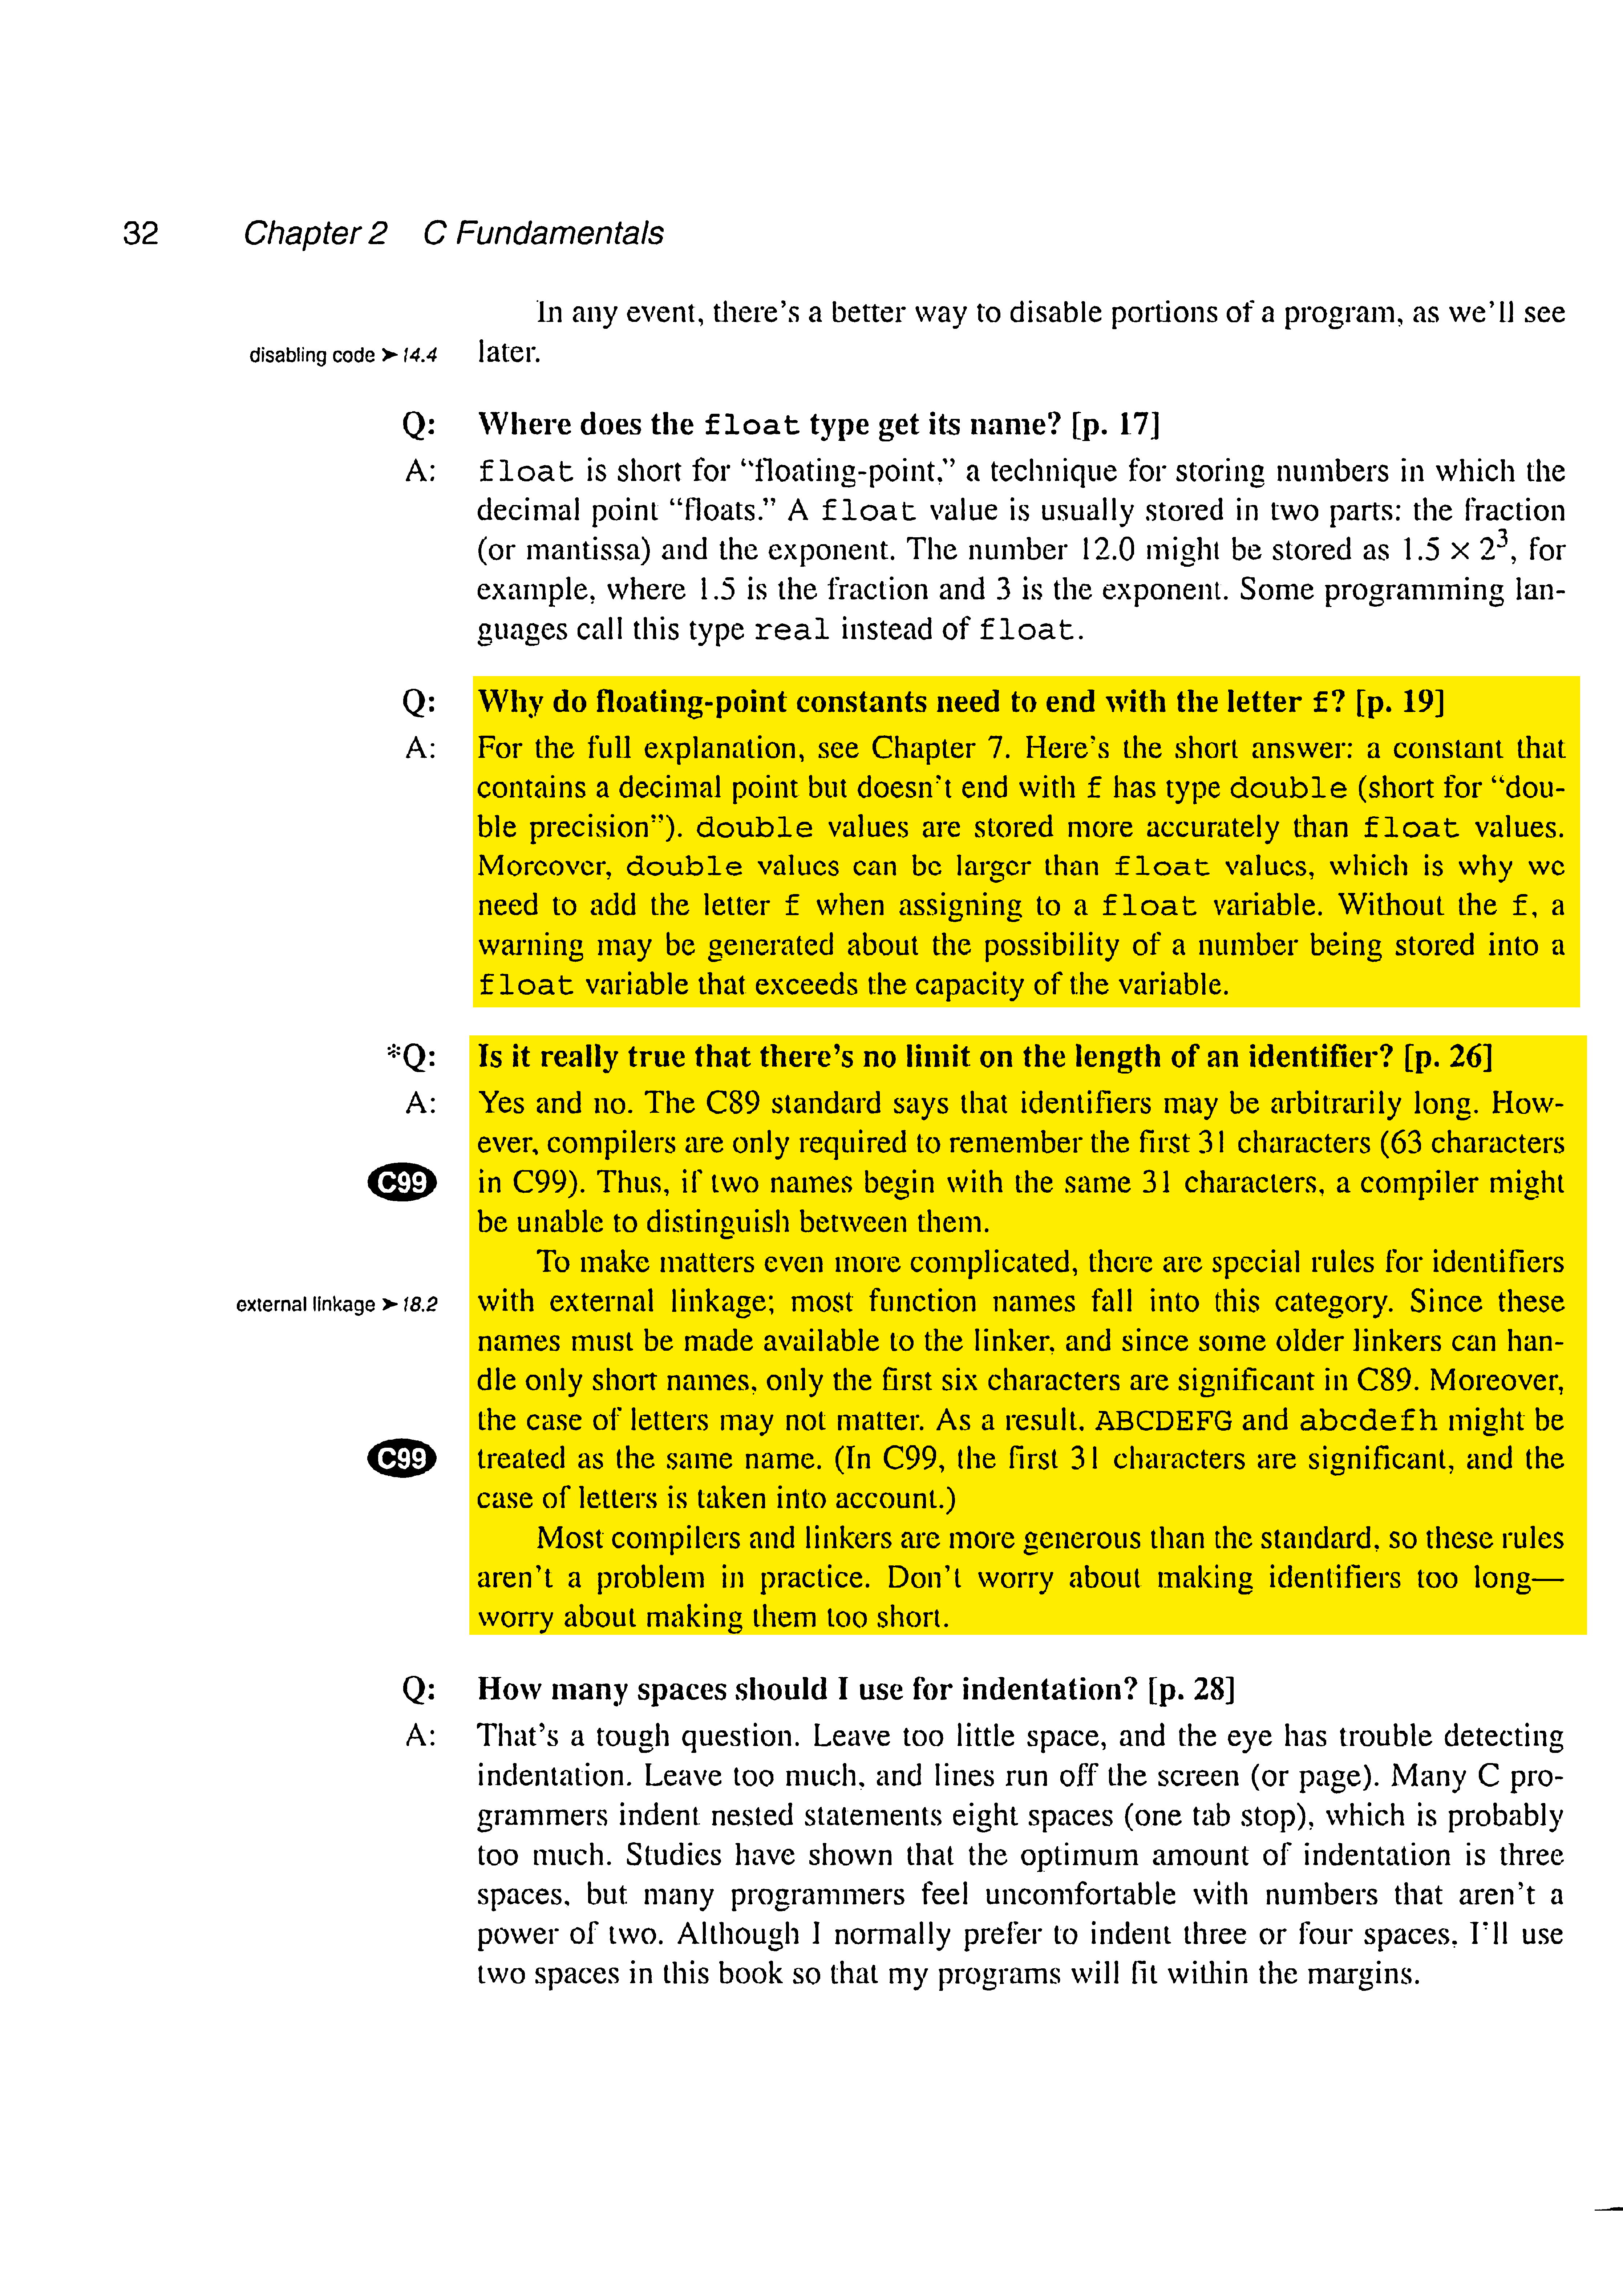 32 Chapter 2 C Fundamentals
In any event, there's a better way to disable portions of a program, as we'll see
disabling code ➤ 14.4 later.
Q: Where does the float type get its name? [p. 17]
A: float is short for "floating-point," a technique for storing numbers in which the
decimal point "floats." A float value is usually stored in two parts: the fraction
(or mantissa) and the exponent. The number 12.0 might be stored as 1.5 × 2³, for
example, where 1.5 is the fraction and 3 is the exponent. Some programming lan-
guages call this type real instead of float.
Q: Why do floating-point constants need to end with the letter f? [p. 19]
A: For the full explanation, see Chapter 7. Here's the short answer: a constant that
contains a decimal point but doesn't end with f has type double (short for "dou-
ble precision"). double values are stored more accurately than float values.
Moreover, double values can be larger than float values, which is why we
need to add the letter f when assigning to a float variable. Without the f, a
warning may be generated about the possibility of a number being stored into a
float variable that exceeds the capacity of the variable.
*Q: Is it really true that there's no limit on the length of an identifier? [p. 26]
A: Yes and no. The C89 standard says that identifiers may be arbitrarily long. How-
ever, compilers are only required to remember the first 31 characters (63 characters
C99 in C99). Thus, if two names begin with the same 31 characters, a compiler might
be unable to distinguish between them.
To make matters even more complicated, there are special rules for identifiers
external linkage ➤ 18.2 with external linkage; most function names fall into this category. Since these
names must be made available to the linker, and since some older linkers can han-
dle only short names, only the first six characters are significant in C89. Moreover,
the case of letters may not matter. As a result, ABCDEFG and abcdefh might be
C99 treated as the same name. (In C99, the first 31 characters are significant, and the
case of letters is taken into account.)
Most compilers and linkers are more generous than the standard, so these rules
aren't a problem in practice. Don't worry about making identifiers too long—
worry about making them too short.
Q: How many spaces should I use for indentation? [p. 28]
A: That's a tough question. Leave too little space, and the eye has trouble detecting
indentation. Leave too much, and lines run off the screen (or page). Many C pro-
grammers indent nested statements eight spaces (one tab stop), which is probably
too much. Studies have shown that the optimum amount of indentation is three
spaces, but many programmers feel uncomfortable with numbers that aren't a
power of two. Although I normally prefer to indent three or four spaces, I'll use
two spaces in this book so that my programs will fit within the margins.